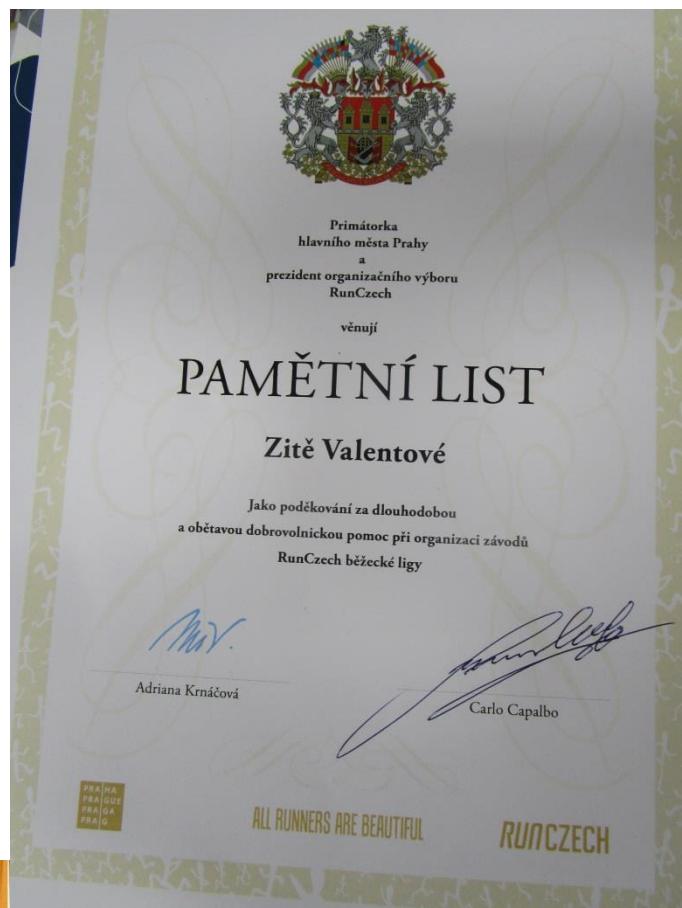 Primátorka
hlavního města Prahy
a
prezident organizačního výboru
RunCzech
věnují
PAMĚTNÍ LIST
Zitě Valentové
Jako poděkování za dlouhodobou
a obětavou dobrovolnickou pomoc při organizaci závodů
RunCzech běžecké ligy
Adriana Krnáčová
Carlo Capalbo
PRA HA
PRA GUE
PRA GA
PRA G
ALL RUNNERS ARE BEAUTIFUL
RUNCZECH